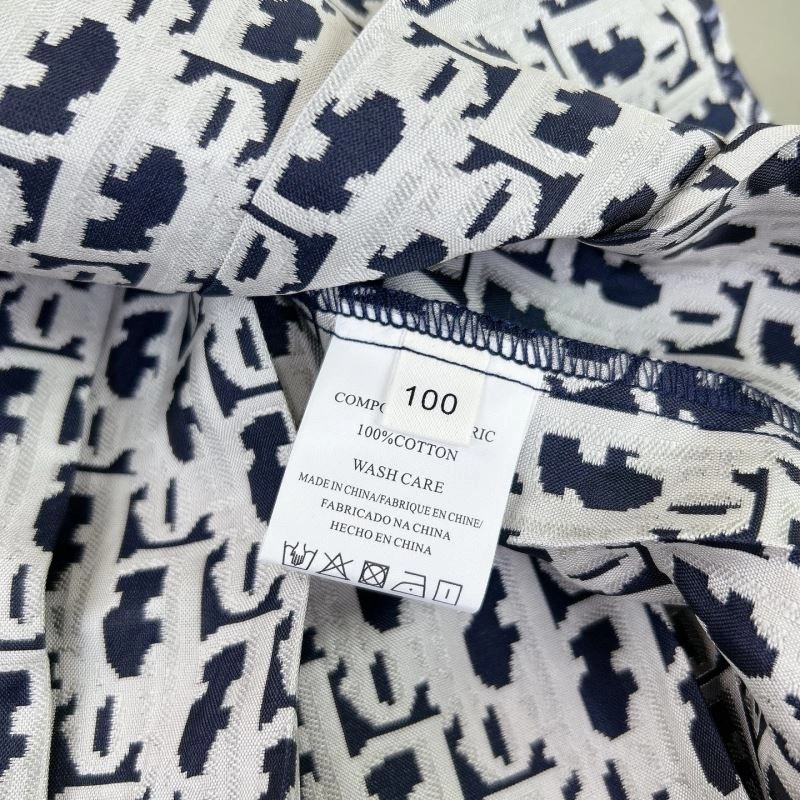 100
100%COTTON
WASH CARE
MADE IN CHINA/FABRIQUE EN CHINE/
FABRICADO NA CHINA
HECHO EN CHINA